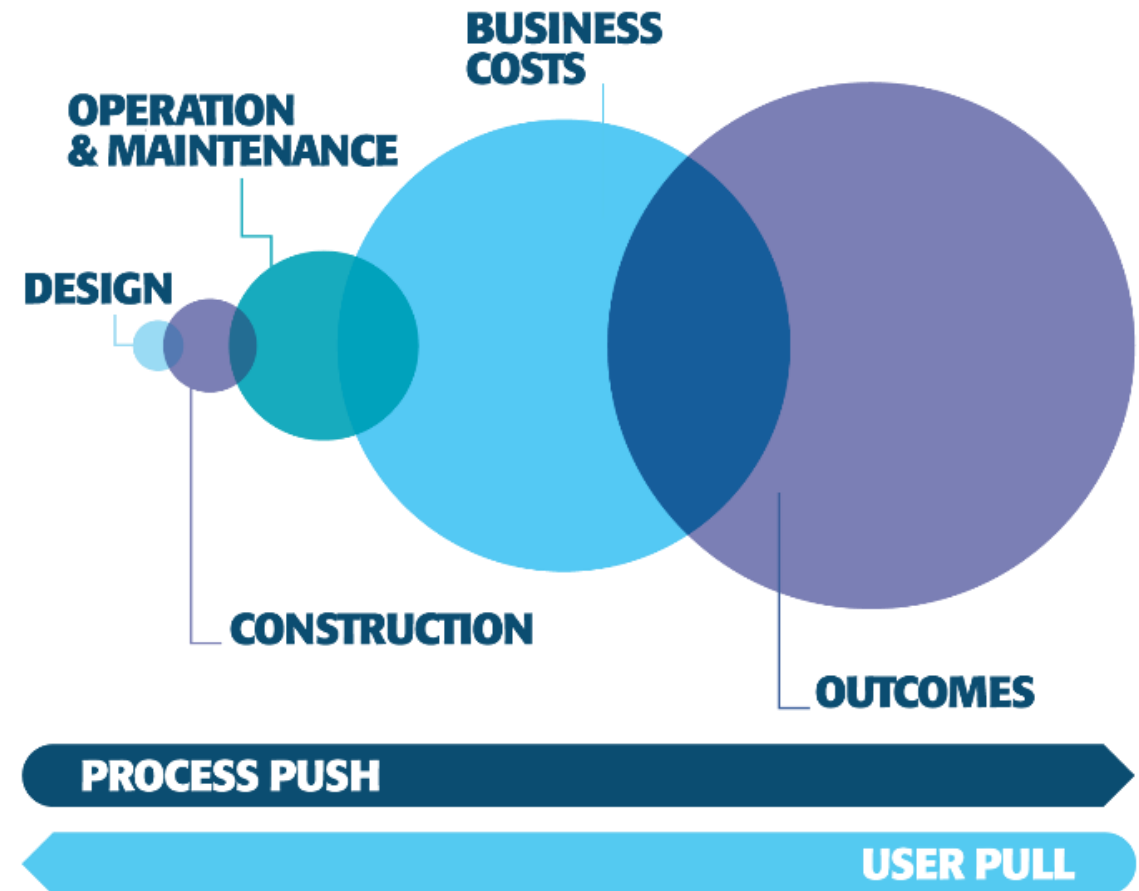 BUSINESS
COSTS
OPERATION
& MAINTENANCE
DESIGN
CONSTRUCTION
OUTCOMES
PROCESS PUSH
USER PULL